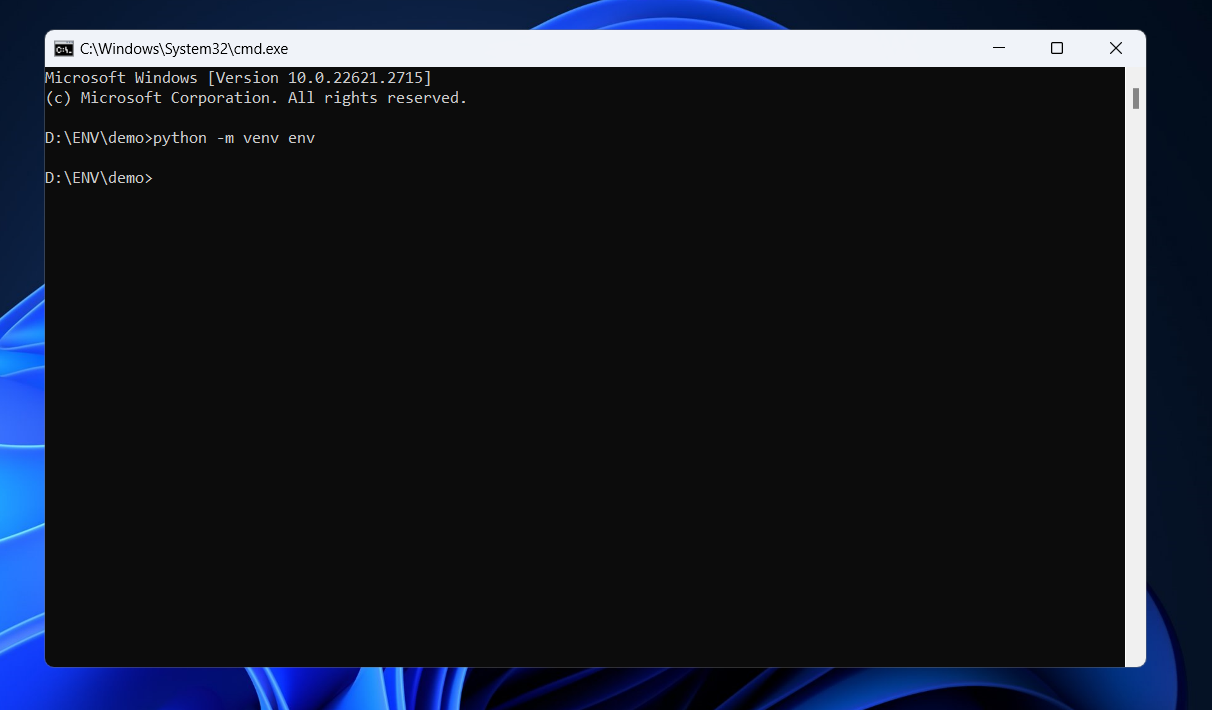 C:\Windows\System32\cmd.exe
Microsoft Windows [Version 10.0.22621.2715]
(c) Microsoft Corporation. All rights reserved.
D:\ENV\demo>python -m venv env
D:\ENV\demo>